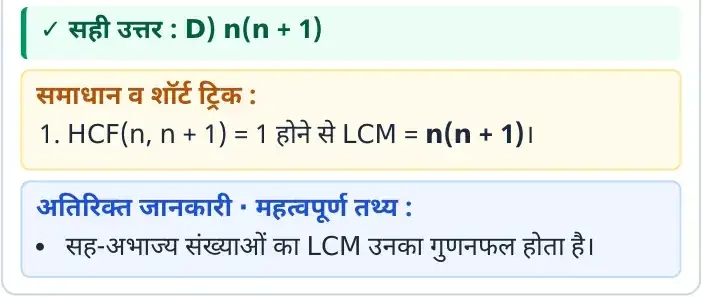 ✓ सही उत्तर : D) n(n + 1)
समाधान व शॉर्ट ट्रिक :
1. HCF(n, n + 1) = 1 होने से LCM = n(n + 1)।
अतिरिक्त जानकारी · महत्वपूर्ण तथ्य :
• सह-अभाज्य संख्याओं का LCM उनका गुणनफल होता है।